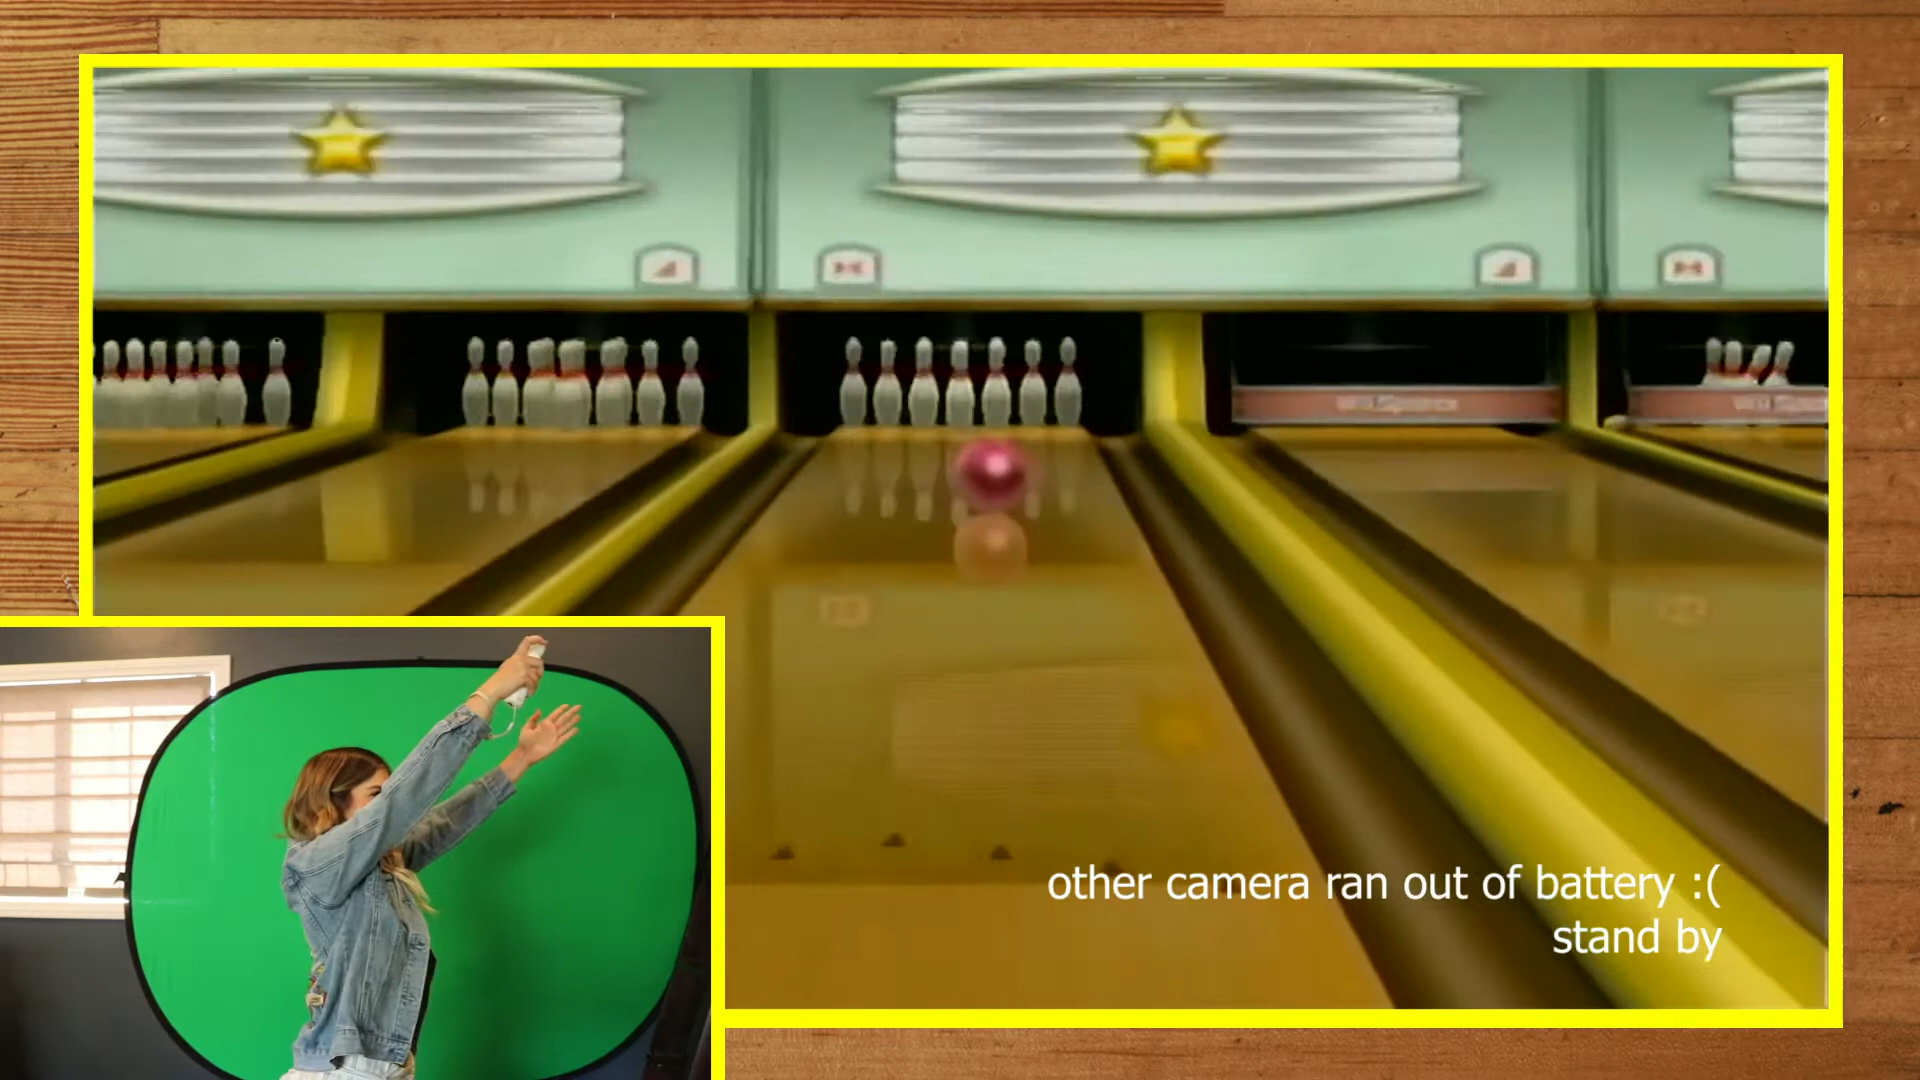 other camera ran out of battery :(
stand by